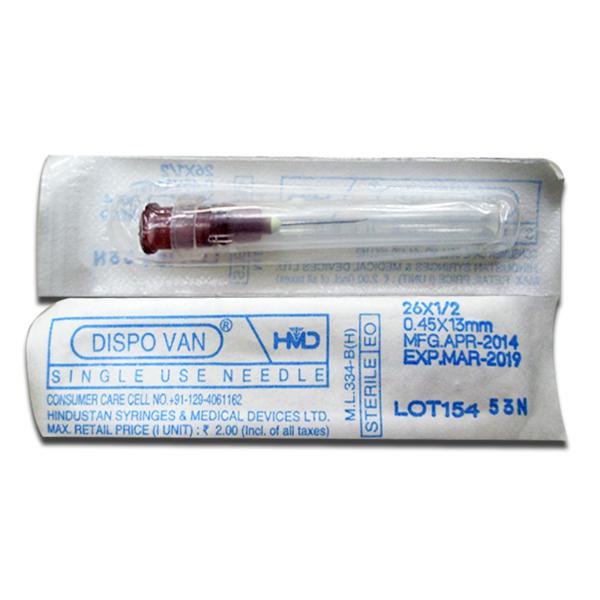 26X1/2
DISPO VAN® HMD
SINGLE USE NEEDLE
CONSUMER CARE CELL NO.+91-129-4061162
HINDUSTAN SYRINGES & MEDICAL DEVICES LTD.
MAX. RETAIL PRICE (I UNIT) : ₹ 2.00 (Incl. of all taxes)
M.L.334-B(H)
STERILE EO
26X1/2
0.45X13mm
MFG.APR-2014
EXP.MAR-2019
LOT154 53N